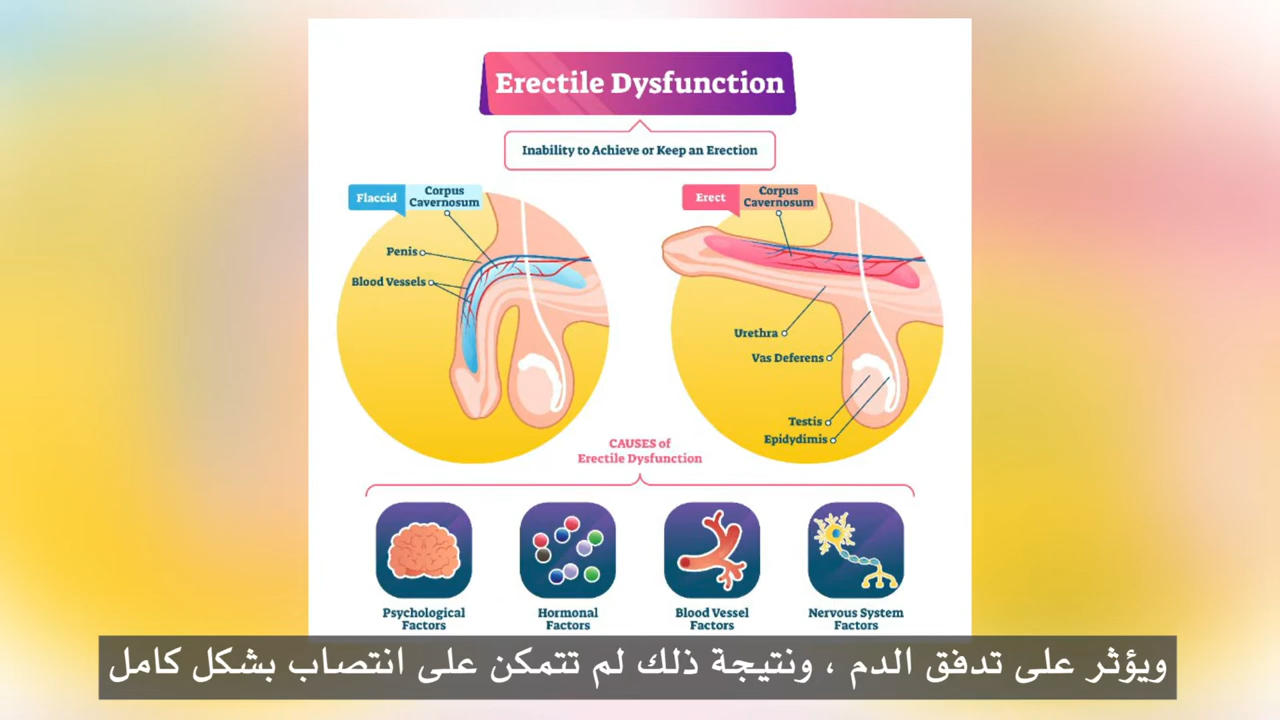 Erectile Dysfunction
Inability to Achieve or Keep an Erection
Flaccid
Corpus
Cavernosum
Penis
Blood Vessels
Erect
Corpus
Cavernosum
Urethra
Vas Deferens
Testis
Epidydimis
CAUSES of
Erectile Dysfunction
Psychological
Factors
Hormonal
Factors
Blood Vessel
Factors
Nervous System
Factors
ويؤثر على تدفق الدم ، ونتيجة ذلك لم تتمكن على انتصاب بشكل كامل